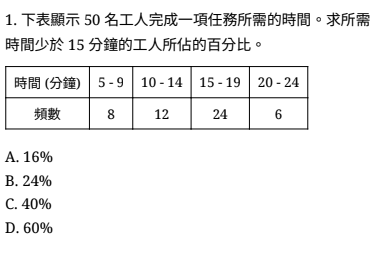 1. 下表顯示 50 名工人完成一項任務所需的時間。求所需
時間少於 15 分鐘的工人所佔的百分比。
時間 (分鐘) 5 - 9 10 - 14 15 - 19 20 - 24
頻數 8 12 24 6
A. 16%
B. 24%
C. 40%
D. 60%